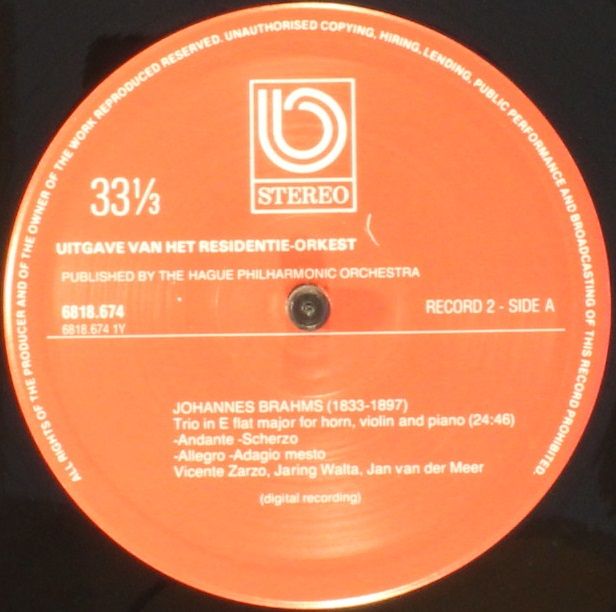 ALL RIGHTS OF THE PRODUCER AND OF THE OWNER OF THE WORK REPRODUCED RESERVED. UNAUTHORISED COPYING, HIRING, LENDING, PUBLIC PERFORMANCE AND BROADCASTING OF THIS RECORD PROHIBITED.
b
STEREO
33⅓
UITGAVE VAN HET RESIDENTIE-ORKEST
PUBLISHED BY THE HAGUE PHILHARMONIC ORCHESTRA
6818.674
RECORD 2 - SIDE A
6818.674 1Y
JOHANNES BRAHMS (1833-1897)
Trio in E flat major for horn, violin and piano (24:46)
-Andante -Scherzo
-Allegro -Adagio mesto
Vicente Zarzo, Jaring Walta, Jan van der Meer
(digital recording)